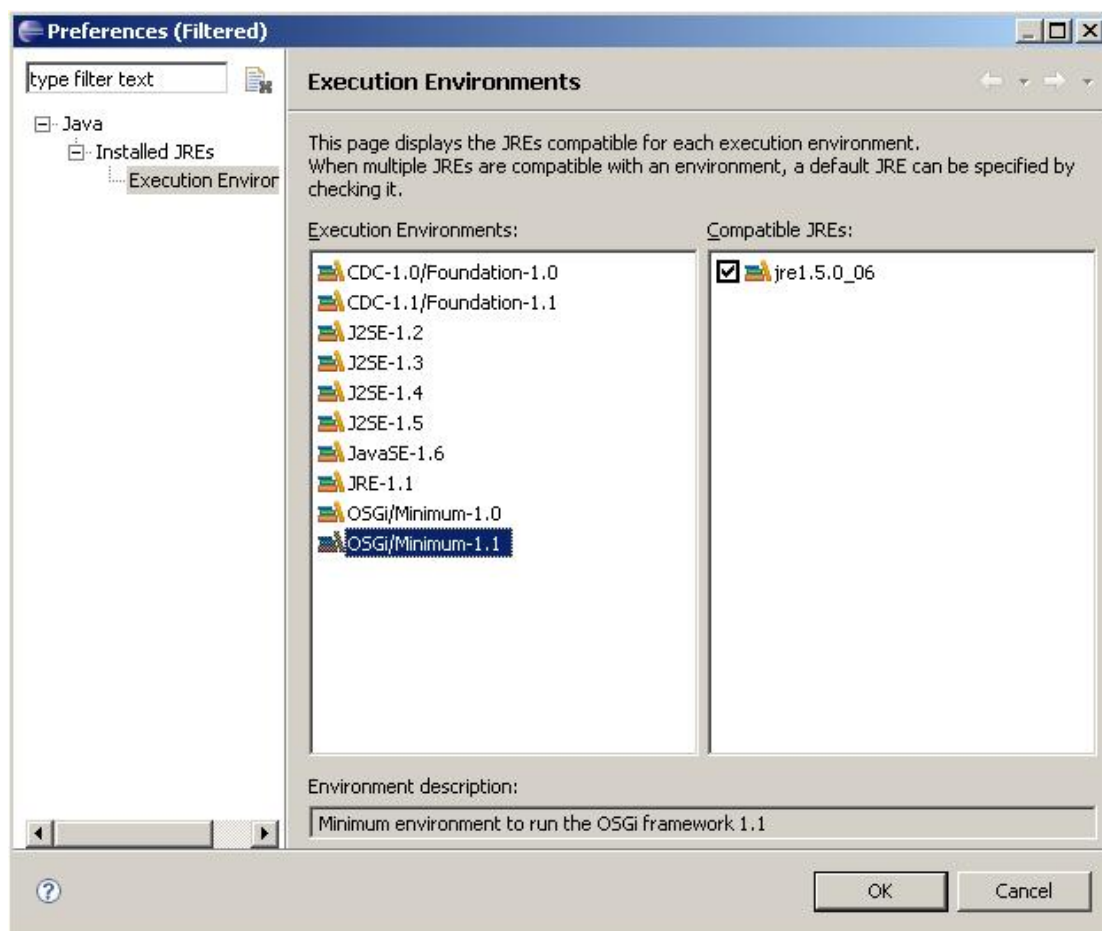 Preferences (Filtered)
type filter text
Java
Installed JREs
Execution Environ
Execution Environments
This page displays the JREs compatible for each execution environment.
When multiple JREs are compatible with an environment, a default JRE can be specified by
checking it.
Execution Environments:
CDC-1.0/Foundation-1.0
CDC-1.1/Foundation-1.1
J2SE-1.2
J2SE-1.3
J2SE-1.4
J2SE-1.5
JavaSE-1.6
JRE-1.1
OSGi/Minimum-1.0
OSGi/Minimum-1.1
Compatible JREs:
jre1.5.0_06
Environment description:
Minimum environment to run the OSGi framework 1.1
OK
Cancel